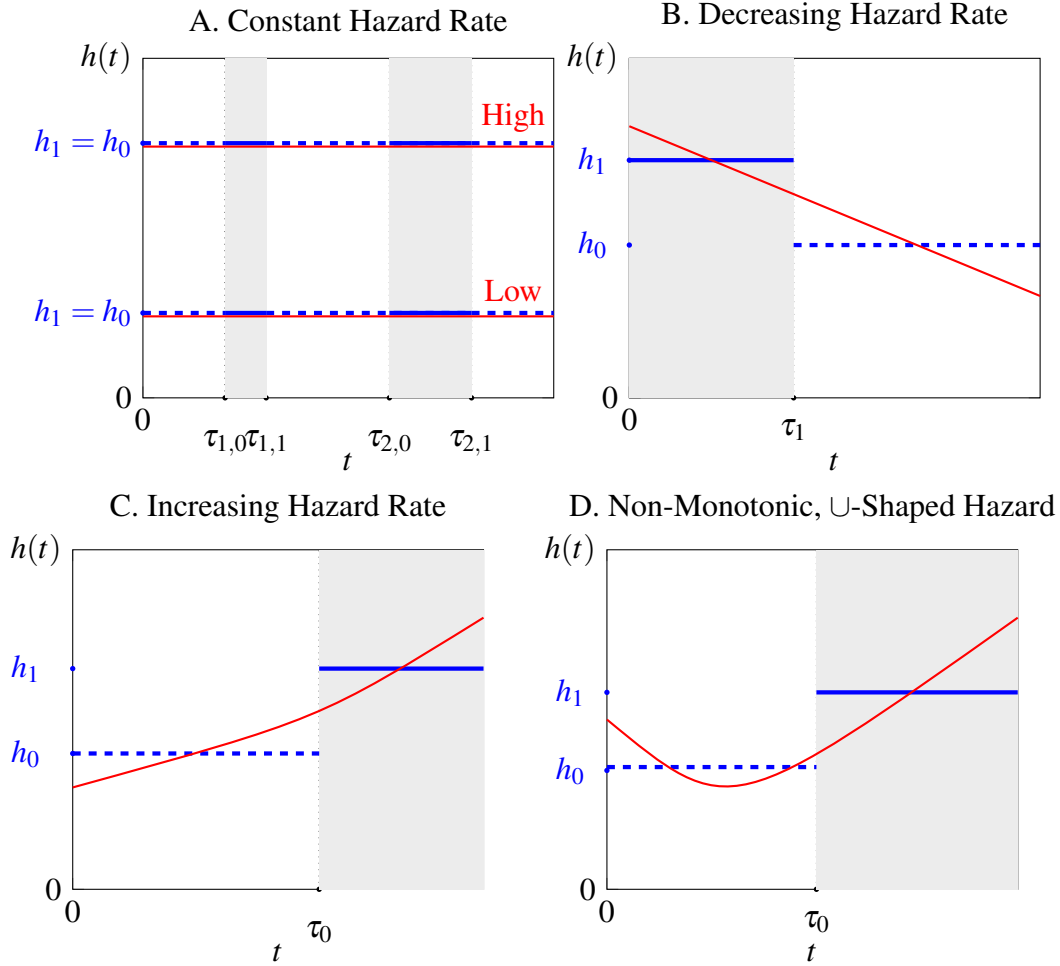 A. Constant Hazard Rate
h(t)
h₁ = h₀
High
h₁ = h₀
Low
0
0
τ₁,₀ τ₁,₁ τ₂,₀ τ₂,₁
t
B. Decreasing Hazard Rate
h(t)
h₁
h₀
0
0
τ₁
t
C. Increasing Hazard Rate
h(t)
h₁
h₀
0
0
τ₀
t
D. Non-Monotonic, ∪-Shaped Hazard
h(t)
h₁
h₀
0
0
τ₀
t